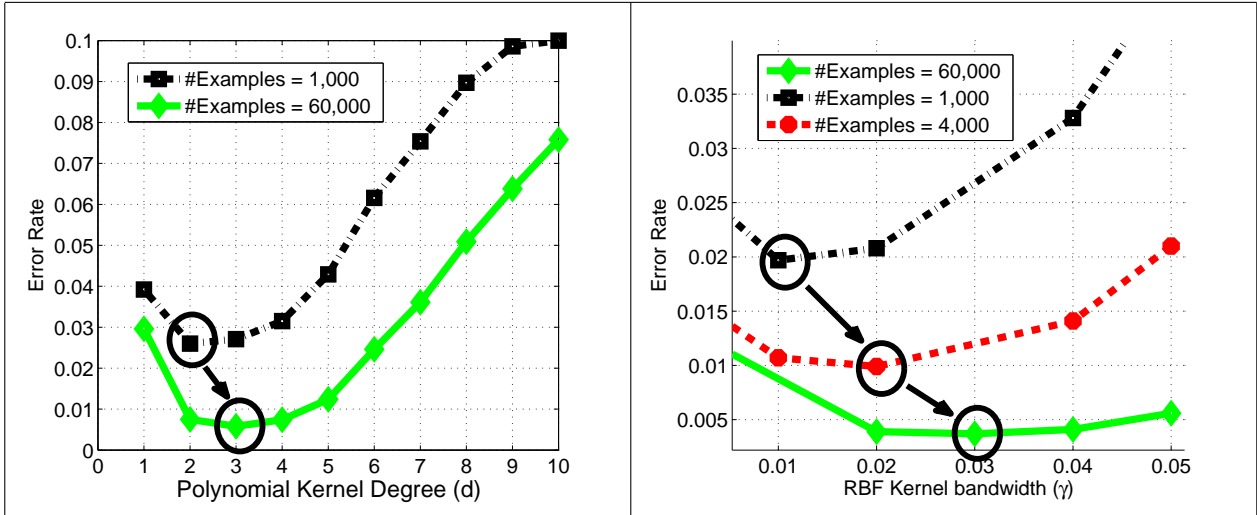 0.1
0.09
0.08
0.07
0.06
0.05
0.04
0.03
0.02
0.01
0
Error Rate
#Examples = 1,000
#Examples = 60,000
0 1 2 3 4 5 6 7 8 9 10
Polynomial Kernel Degree (d)
0.035
0.03
0.025
0.02
0.015
0.01
0.005
Error Rate
#Examples = 60,000
#Examples = 1,000
#Examples = 4,000
0.01 0.02 0.03 0.04 0.05
RBF Kernel bandwidth (γ)